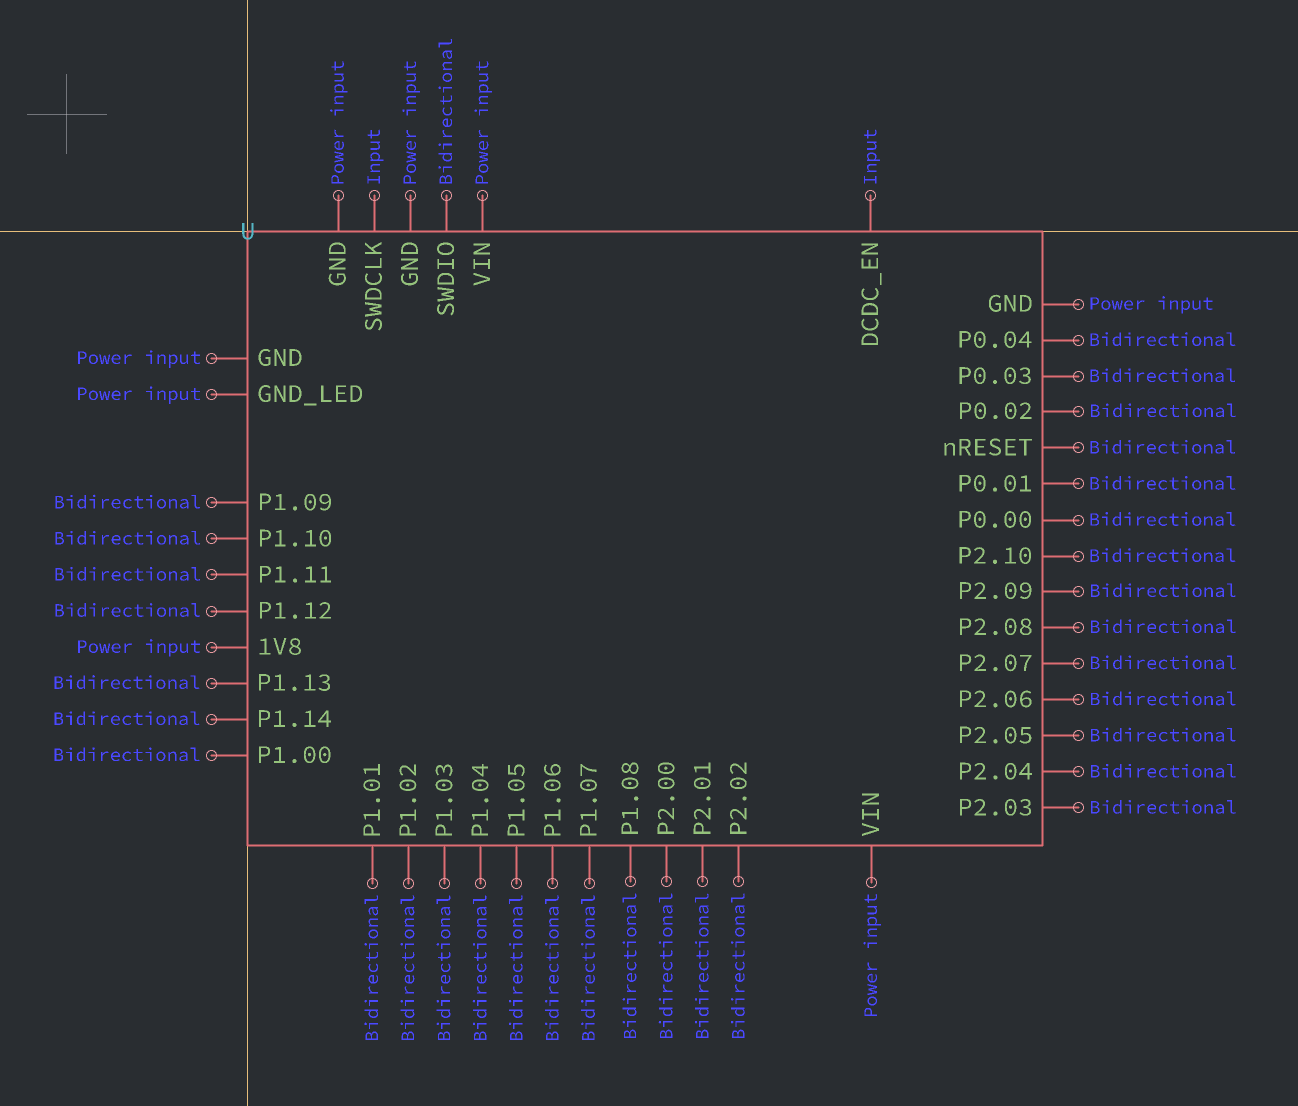 Power input
Input
Power input
Bidirectional
Power input
Input
U
GND
SWDCLK
GND
SWDIO
VIN
DCDC_EN
Power input GND
Power input GND_LED
Bidirectional P1.09
Bidirectional P1.10
Bidirectional P1.11
Bidirectional P1.12
Power input 1V8
Bidirectional P1.13
Bidirectional P1.14
Bidirectional P1.00
GND Power input
P0.04 Bidirectional
P0.03 Bidirectional
P0.02 Bidirectional
nRESET Bidirectional
P0.01 Bidirectional
P0.00 Bidirectional
P2.10 Bidirectional
P2.09 Bidirectional
P2.08 Bidirectional
P2.07 Bidirectional
P2.06 Bidirectional
P2.05 Bidirectional
P2.04 Bidirectional
P2.03 Bidirectional
P1.01
P1.02
P1.03
P1.04
P1.05
P1.06
P1.07
P1.08
P2.00
P2.01
P2.02
VIN
Bidirectional
Bidirectional
Bidirectional
Bidirectional
Bidirectional
Bidirectional
Bidirectional
Bidirectional
Bidirectional
Bidirectional
Bidirectional
Power input